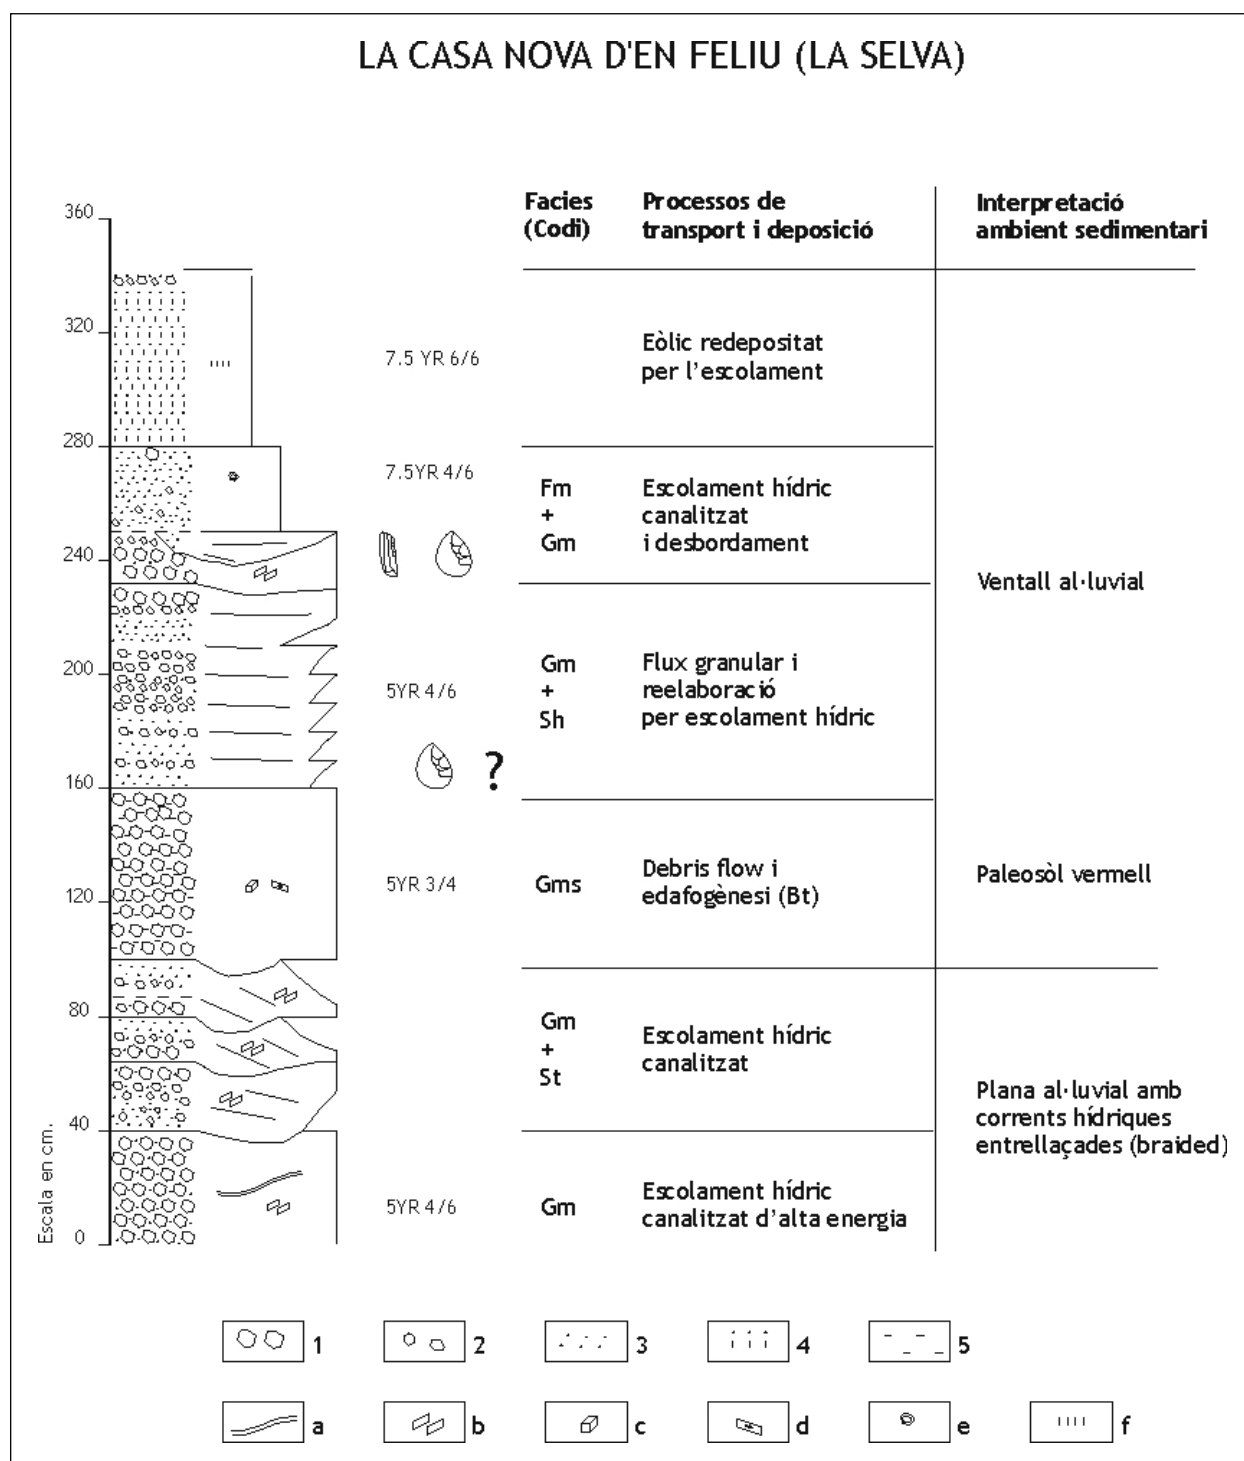 LA CASA NOVA D'EN FELIU (LA SELVA)
Facies
(Codi)
Processos de
transport i deposició
Interpretació
ambient sedimentari
360
320
280
240
200
160
120
80
40
0
Escala en cm.
7.5 YR 6/6
Eòlic redepositat
per l'escolament
7.5YR 4/6
Fm
+
Gm
Escolament hídric
canalitzat
i desbordament
Ventall al·luvial
5YR 4/6
Gm
+
Sh
Flux granular i
reelaboració
per escolament hídric
?
5YR 3/4
Gms
Debris flow i
edafogènesi (Bt)
Paleosòl vermell
Gm
+
St
Escolament hídric
canalitzat
Plana al·luvial amb
corrents hídriques
entrellaçades (braided)
5YR 4/6
Gm
Escolament hídric
canalitzat d'alta energia
1
2
3
4
5
a
b
c
d
e
f